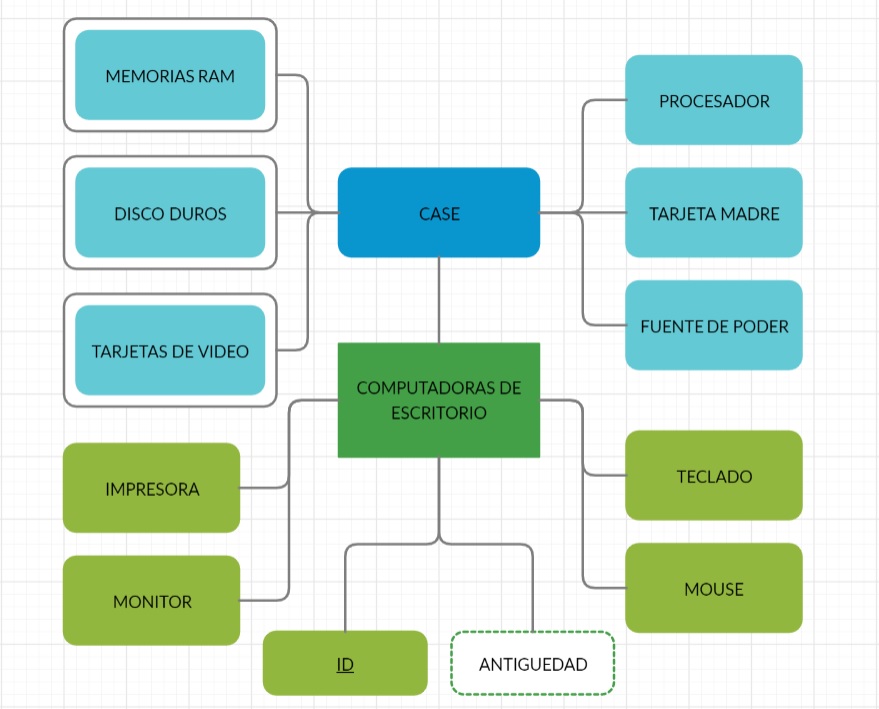 MEMORIAS RAM
PROCESADOR
DISCO DUROS
CASE
TARJETA MADRE
TARJETAS DE VIDEO
FUENTE DE PODER
COMPUTADORAS DE
ESCRITORIO
IMPRESORA
TECLADO
MONITOR
MOUSE
ID
ANTIGUEDAD